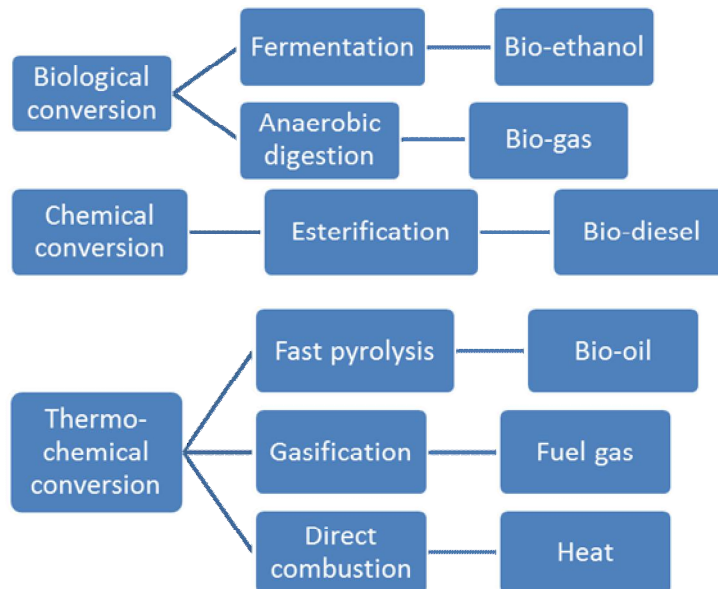 Biological
conversion
Fermentation
Bio-ethanol
Anaerobic
digestion
Bio-gas
Chemical
conversion
Esterification
Bio-diesel
Thermo-
chemical
conversion
Fast pyrolysis
Bio-oil
Gasification
Fuel gas
Direct
combustion
Heat